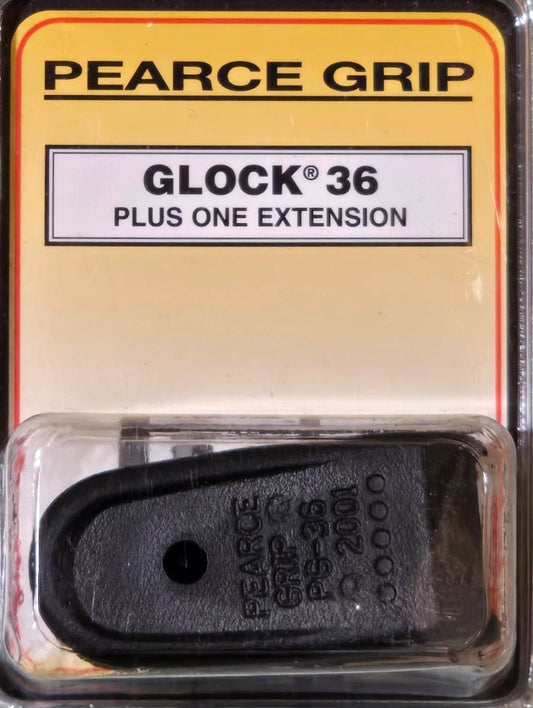 PEARCE GRIP
GLOCK® 36
PLUS ONE EXTENSION
PEARCE
GRIP
PG-36
© 2001